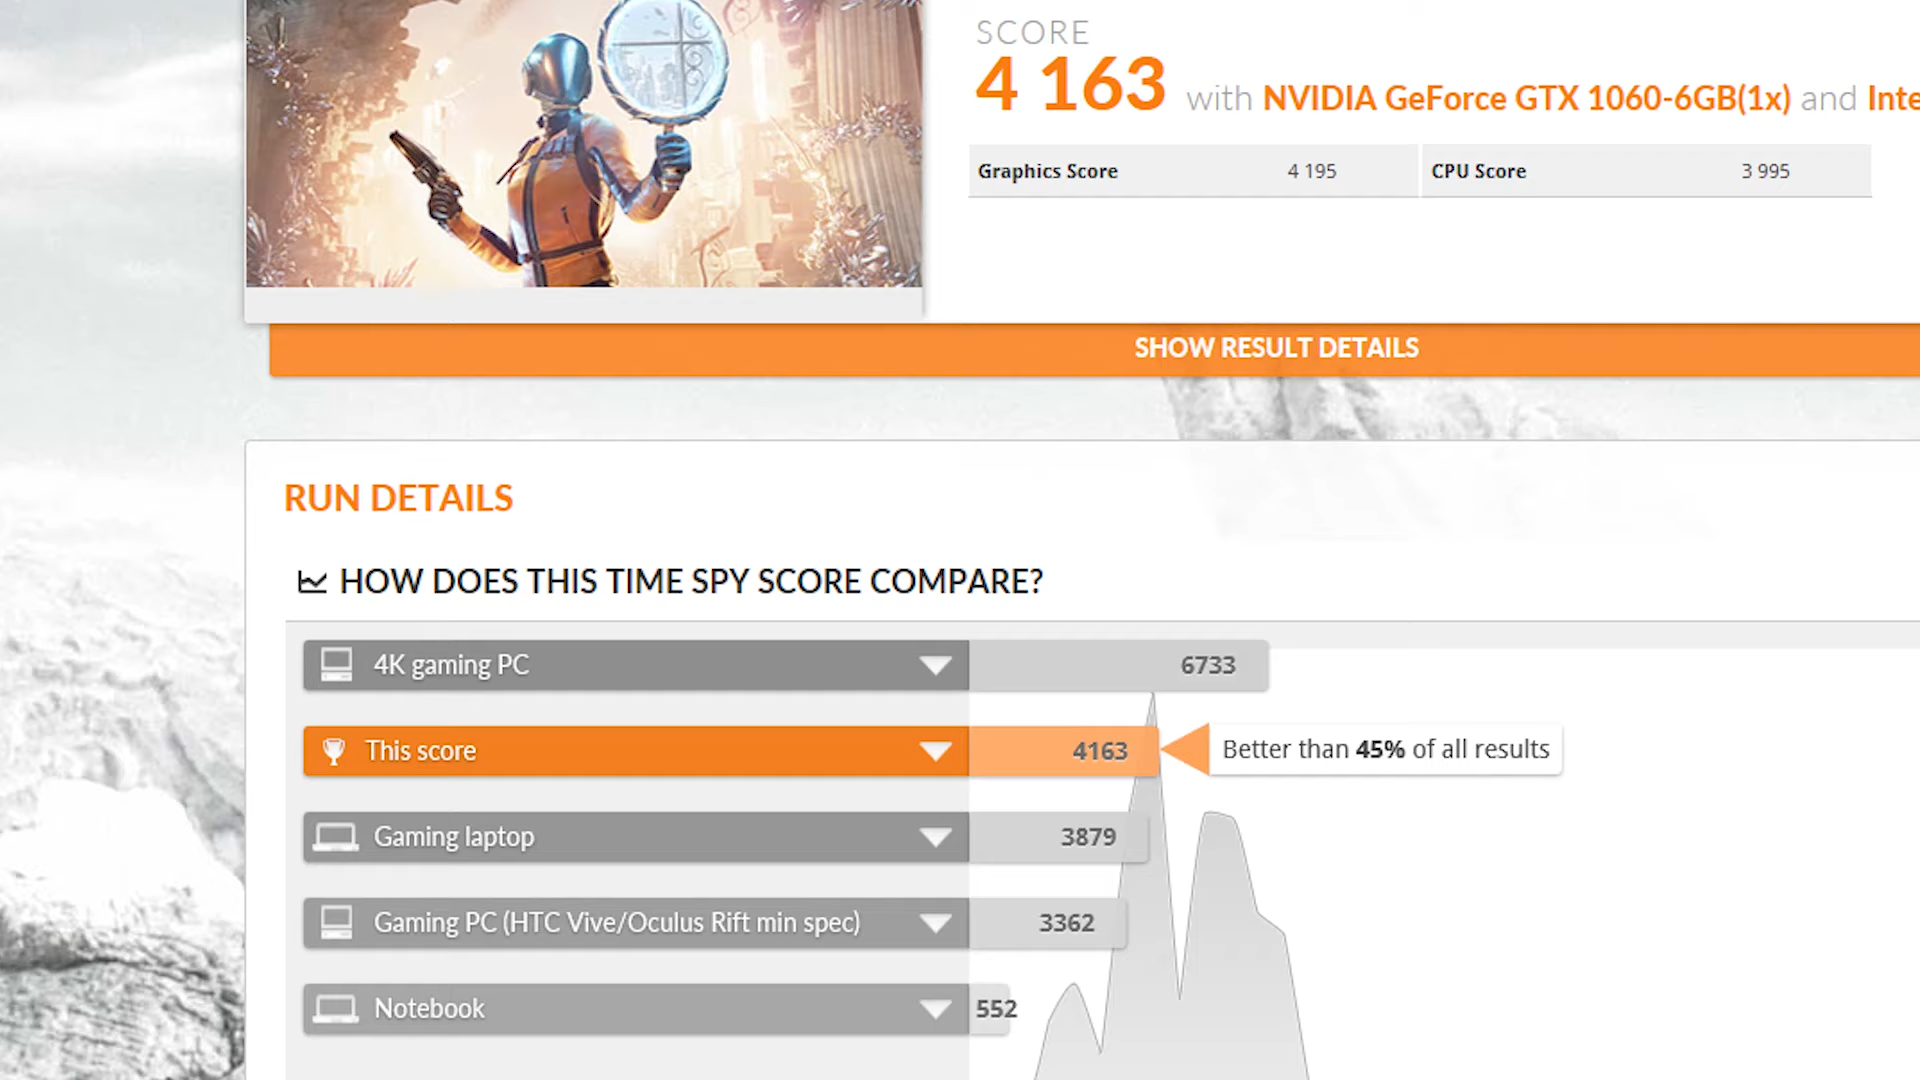 SCORE
4 163 with NVIDIA GeForce GTX 1060-6GB(1x) and Inte
Graphics Score 4 195 CPU Score 3 995
SHOW RESULT DETAILS
RUN DETAILS
HOW DOES THIS TIME SPY SCORE COMPARE?
4K gaming PC 6733
This score 4163 Better than 45% of all results
Gaming laptop 3879
Gaming PC (HTC Vive/Oculus Rift min spec) 3362
Notebook 552